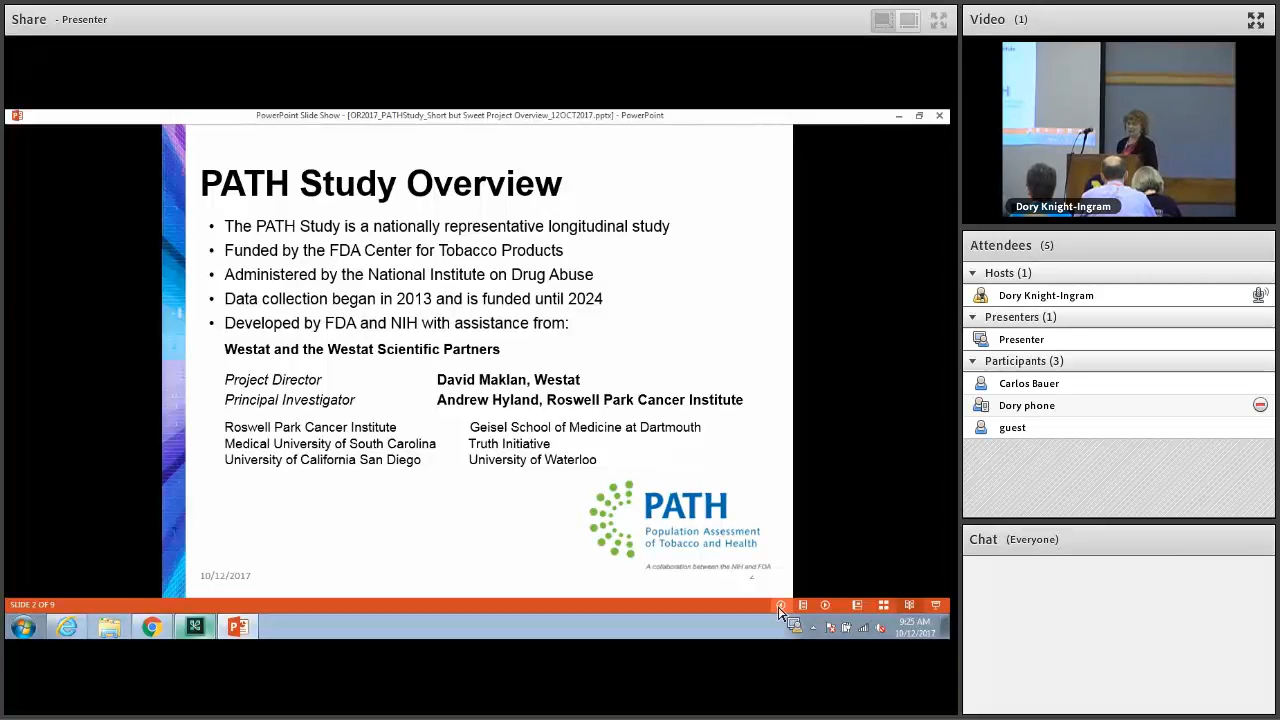 Share - Presenter
PowerPoint Slide Show - [OR2017_PATHStudy_Short but Sweet Project Overview_12OCT2017.pptx] - PowerPoint
PATH Study Overview
• The PATH Study is a nationally representative longitudinal study
• Funded by the FDA Center for Tobacco Products
• Administered by the National Institute on Drug Abuse
• Data collection began in 2013 and is funded until 2024
• Developed by FDA and NIH with assistance from:
Westat and the Westat Scientific Partners
Project Director David Maklan, Westat
Principal Investigator Andrew Hyland, Roswell Park Cancer Institute
Roswell Park Cancer Institute Geisel School of Medicine at Dartmouth
Medical University of South Carolina Truth Initiative
University of California San Diego University of Waterloo
PATH
Population Assessment
of Tobacco and Health
A collaboration between the NIH and FDA
10/12/2017 2
SLIDE 2 OF 9
9:25 AM
10/12/2017
Video (1)
Dory Knight-Ingram
Attendees (5)
Hosts (1)
Dory Knight-Ingram
Presenters (1)
Presenter
Participants (3)
Carlos Bauer
Dory phone
guest
Chat (Everyone)